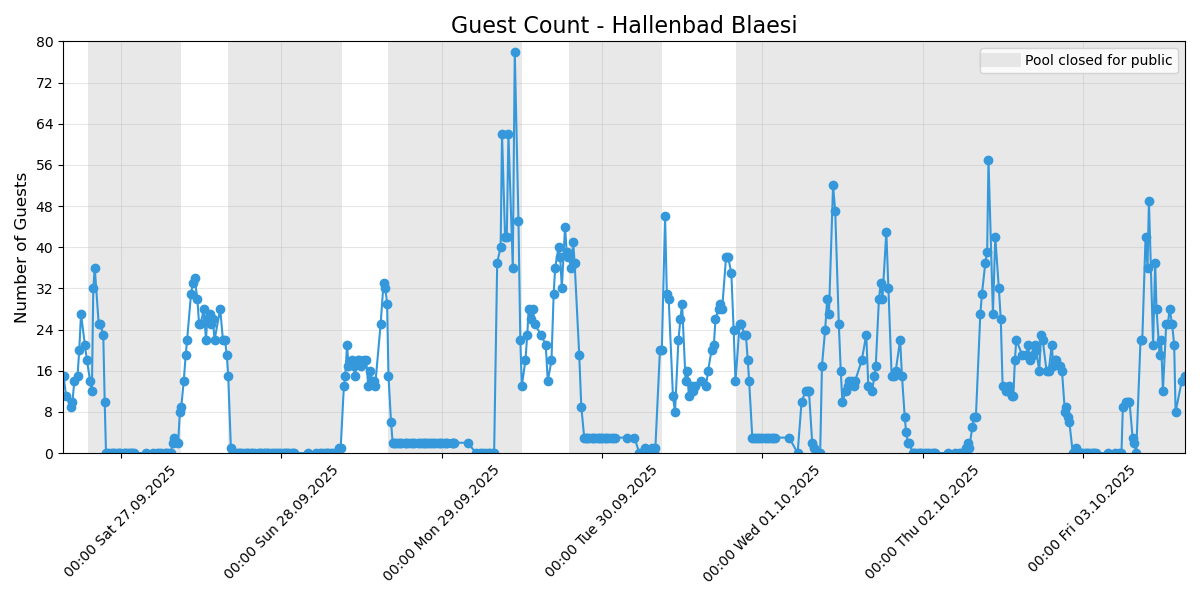 Guest Count - Hallenbad Blaesi
Pool closed for public
Number of Guests
80
72
64
56
48
40
32
24
16
8
0
00:00 Sat 27.09.2025
00:00 Sun 28.09.2025
00:00 Mon 29.09.2025
00:00 Tue 30.09.2025
00:00 Wed 01.10.2025
00:00 Thu 02.10.2025
00:00 Fri 03.10.2025